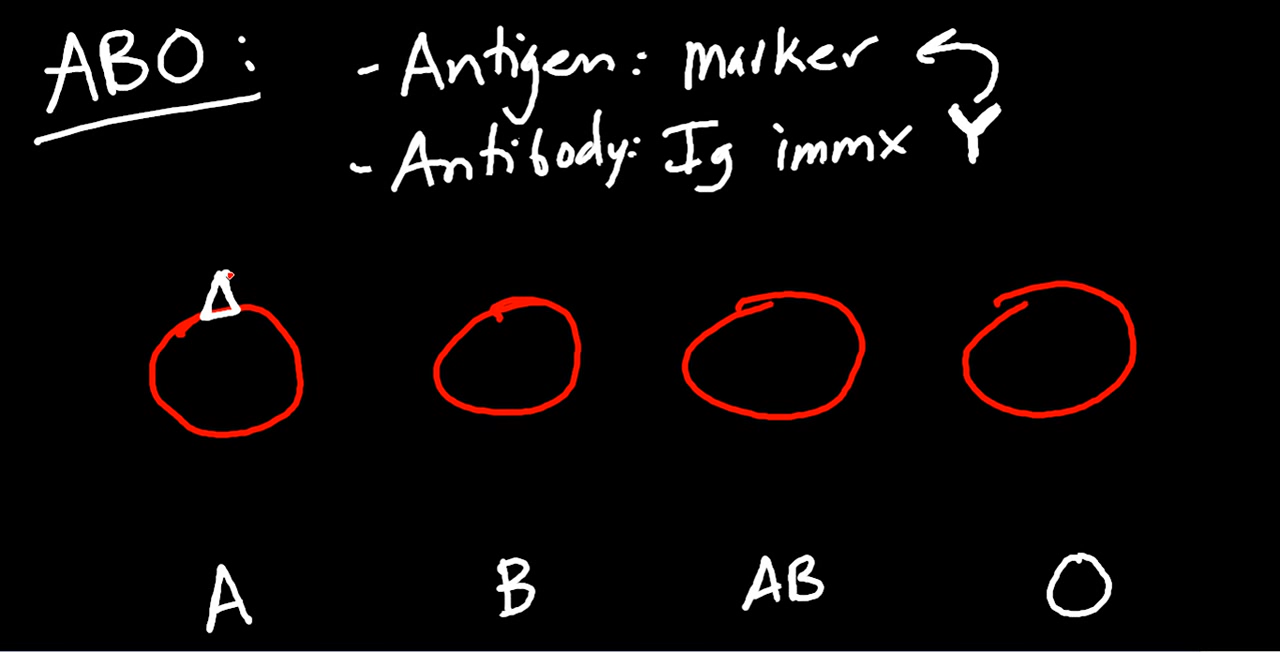 ABO:
- Antigen: marker
- Antibody: Ig immx
A
B
AB
O